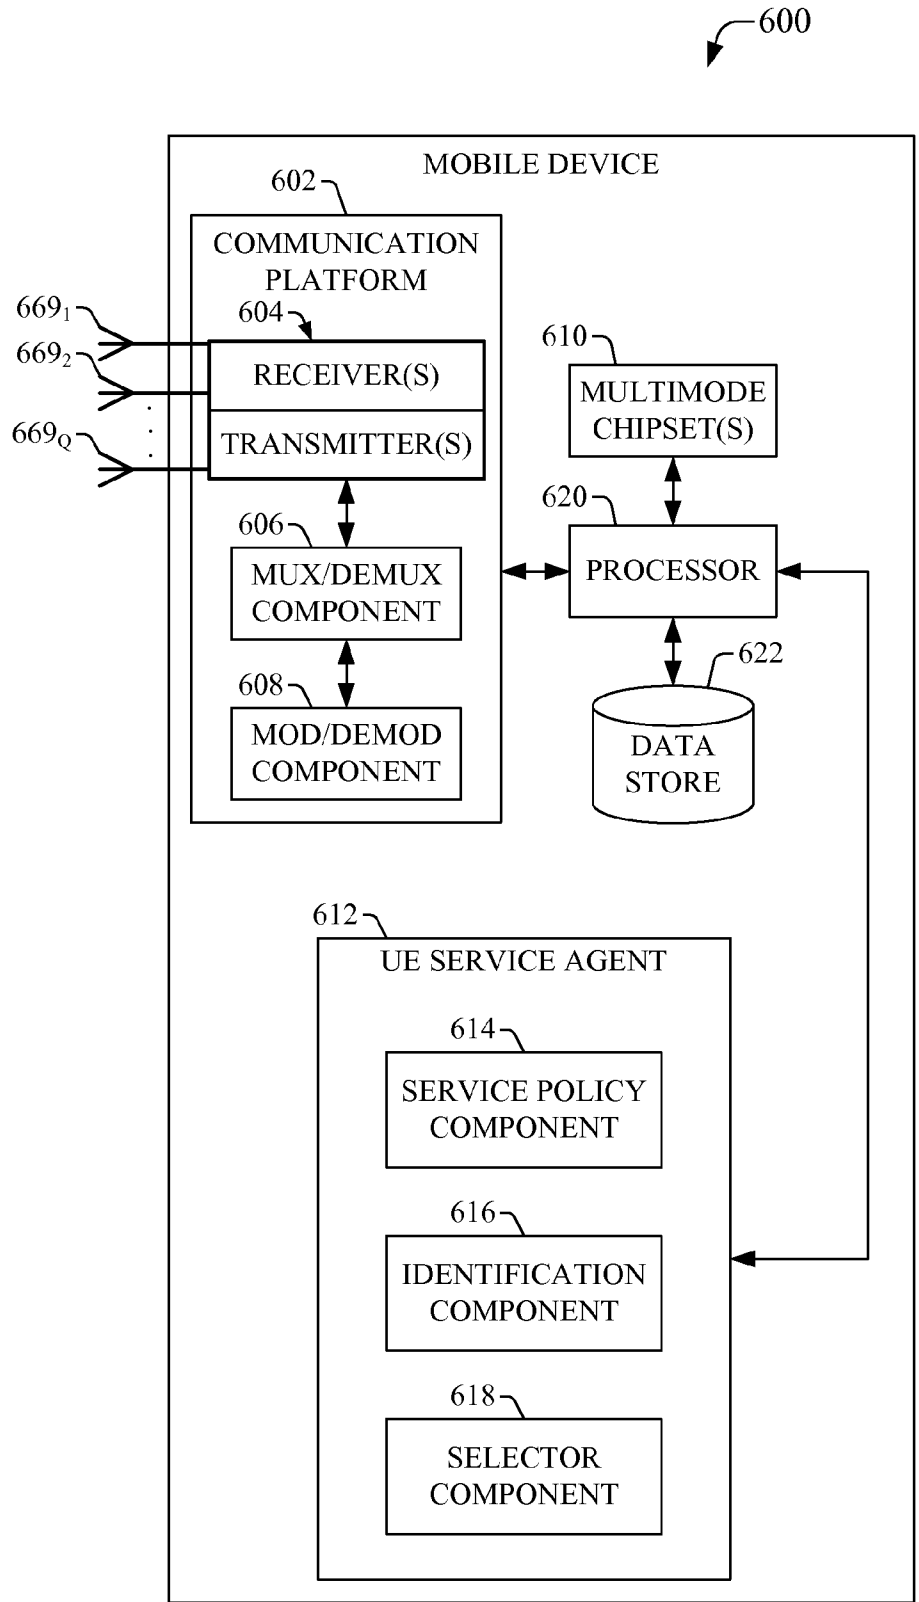 600
MOBILE DEVICE
602
COMMUNICATION
PLATFORM
669₁
604
RECEIVER(S)
669₂
TRANSMITTER(S)
669Q
610
MULTIMODE
CHIPSET(S)
606
MUX/DEMUX
COMPONENT
620
PROCESSOR
608
MOD/DEMOD
COMPONENT
622
DATA
STORE
612
UE SERVICE AGENT
614
SERVICE POLICY
COMPONENT
616
IDENTIFICATION
COMPONENT
618
SELECTOR
COMPONENT